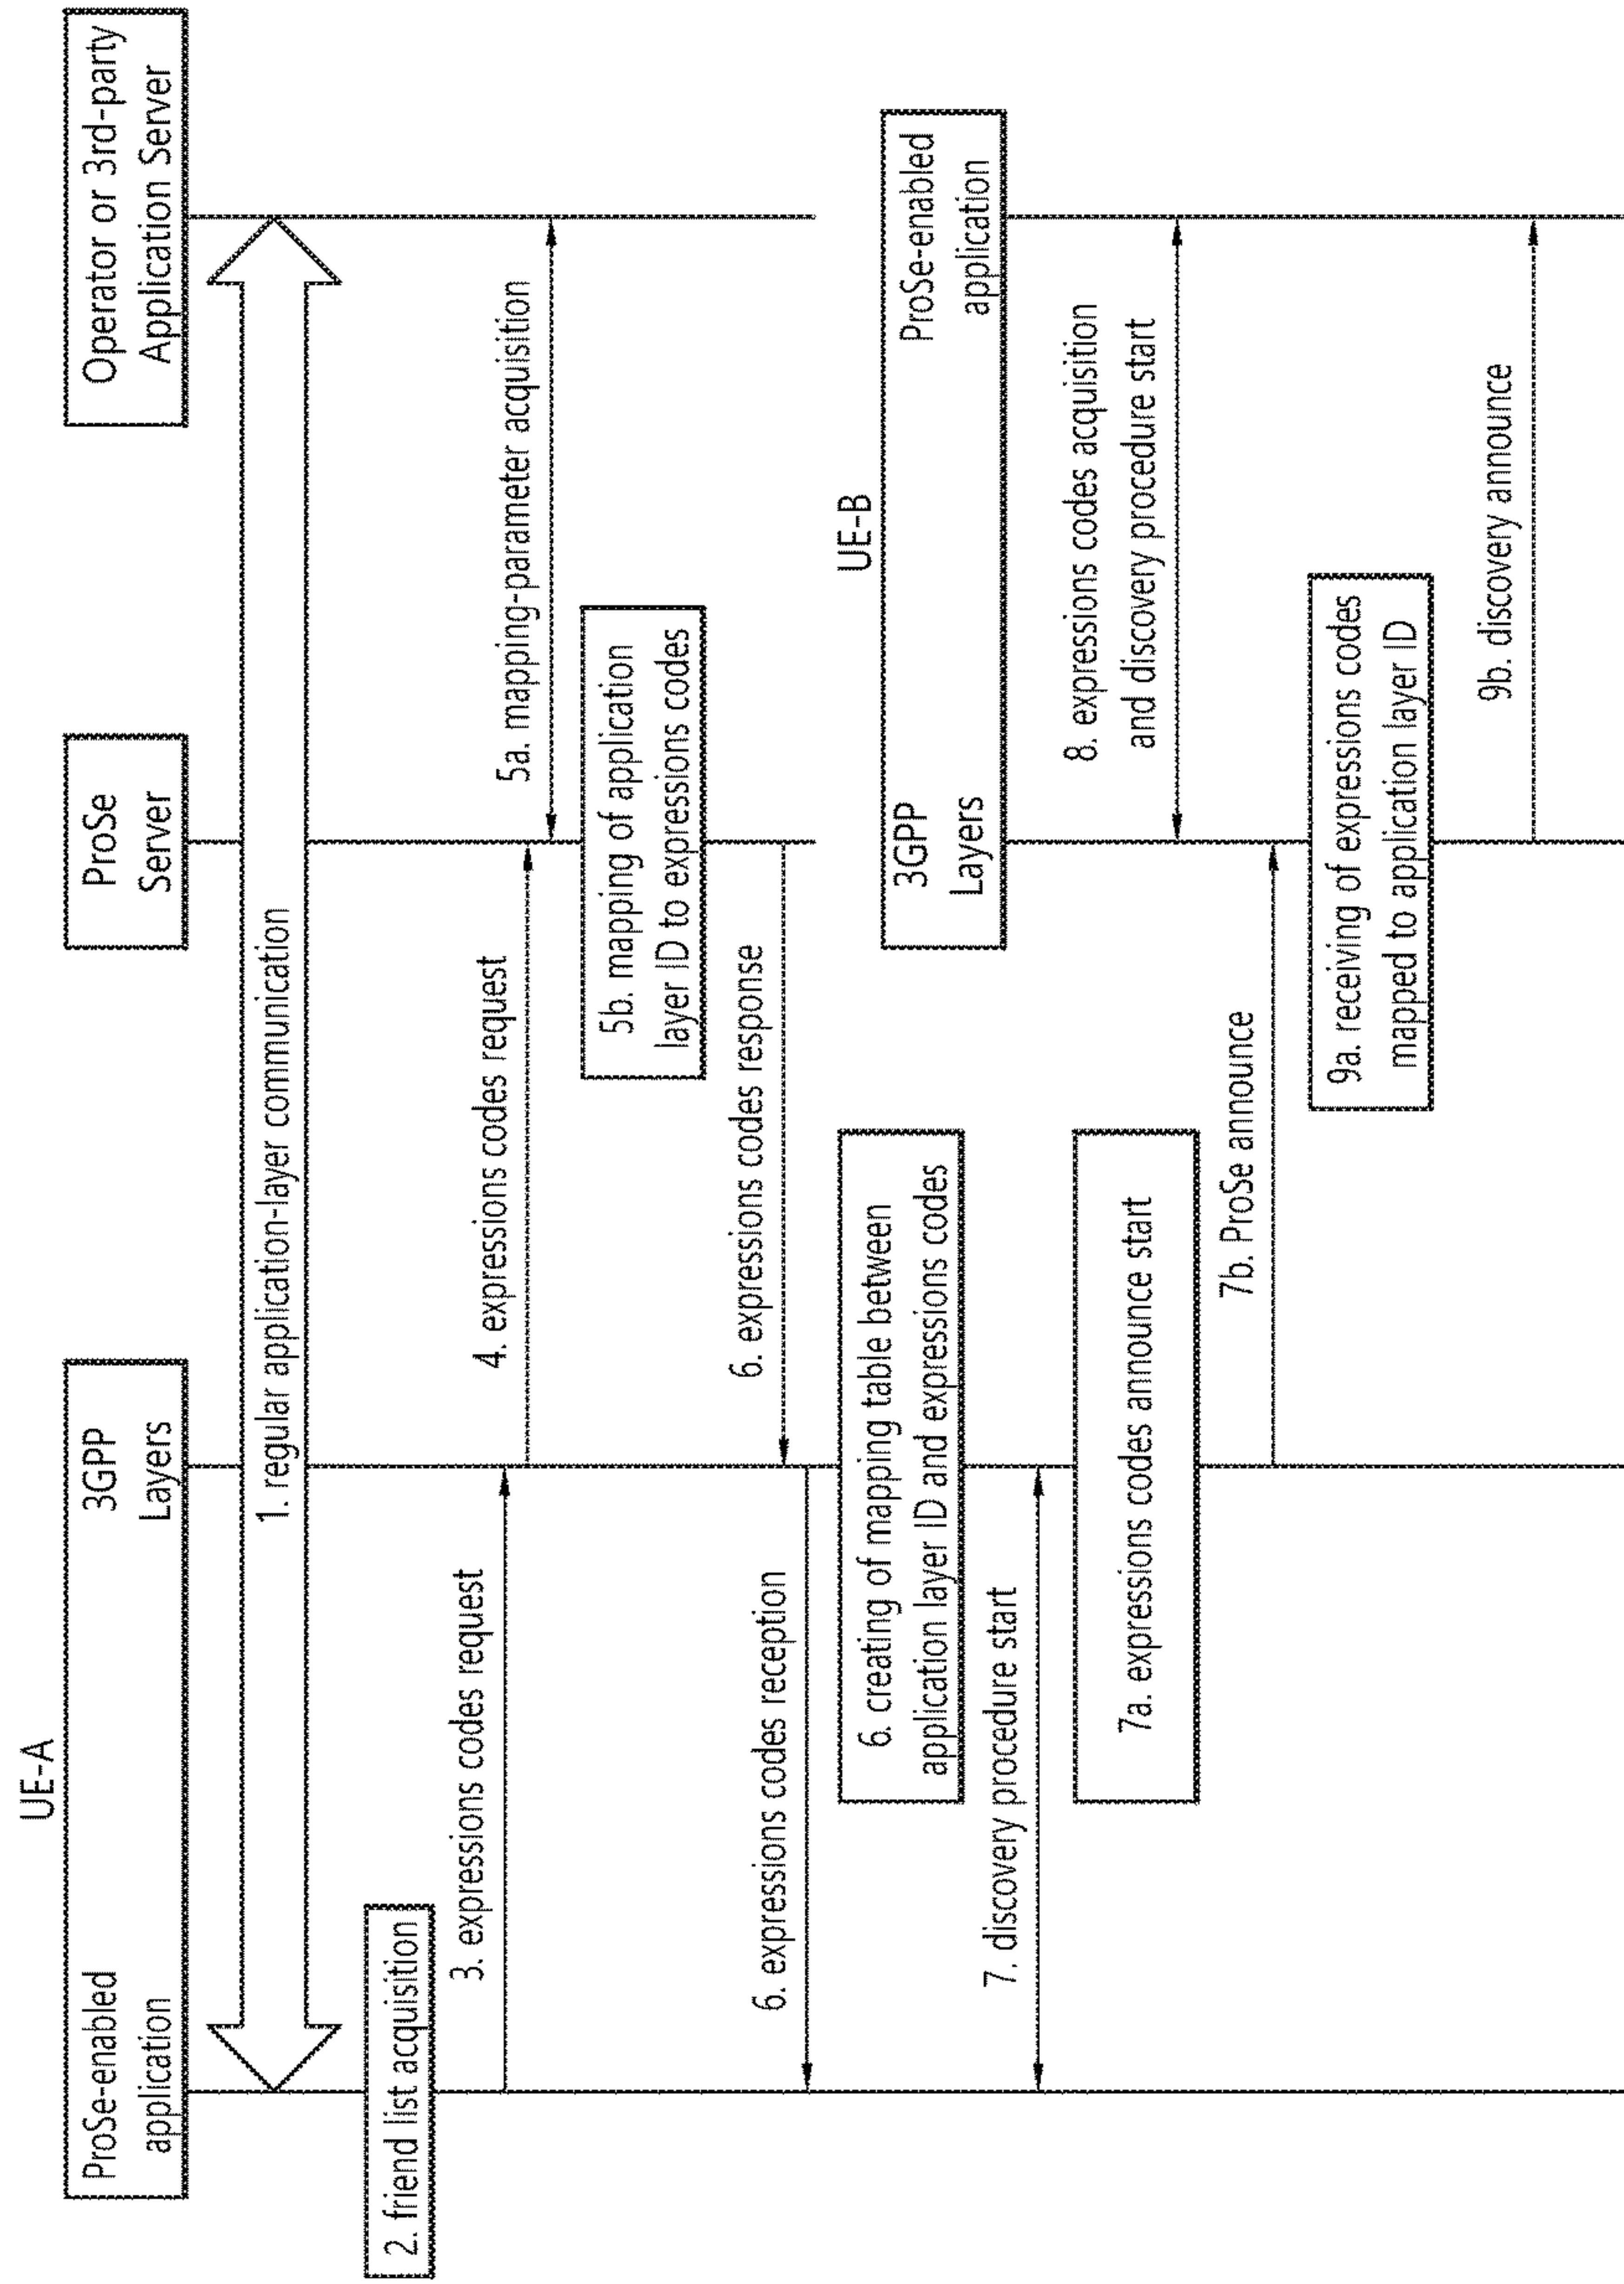 UE-A
ProSe-enabled
application
3GPP
Layers
ProSe
Server
Operator or 3rd-party
Application Server
1. regular application-layer communication
2. friend list acquisition
3. expressions codes request
4. expressions codes request
5a. mapping-parameter acquisition
5b. mapping of application
layer ID to expressions codes
6. expressions codes response
6. expressions codes reception
6. creating of mapping table between
application layer ID and expressions codes
UE-B
3GPP
Layers
ProSe-enabled
application
7. discovery procedure start
7a. expressions codes announce start
8. expressions codes acquisition
and discovery procedure start
7b. ProSe announce
9a. receiving of expressions codes
mapped to application layer ID
9b. discovery announce